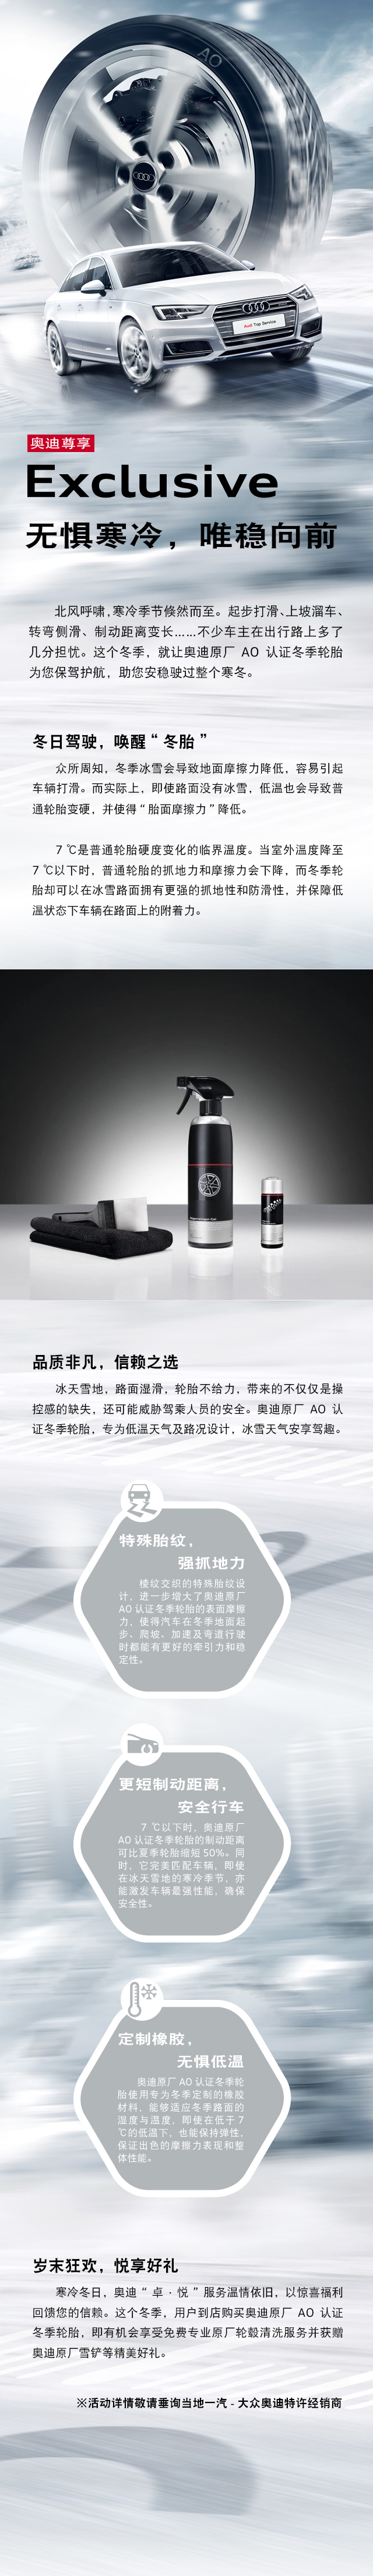 AO
Audi Top Service
奥迪尊享
Exclusive
无惧寒冷，唯稳向前
北风呼啸,寒冷季节倏然而至。起步打滑、上坡溜车、
转弯侧滑、制动距离变长……不少车主在出行路上多了
几分担忧。这个冬季，就让奥迪原厂 AO 认证冬季轮胎
为您保驾护航，助您安稳驶过整个寒冬。
冬日驾驶，唤醒“冬胎”
众所周知，冬季冰雪会导致地面摩擦力降低，容易引起
车辆打滑。而实际上，即使路面没有冰雪，低温也会导致普
通轮胎变硬，并使得“胎面摩擦力”降低。
7 ℃是普通轮胎硬度变化的临界温度。当室外温度降至
7 ℃以下时，普通轮胎的抓地力和摩擦力会下降，而冬季轮
胎却可以在冰雪路面拥有更强的抓地性和防滑性，并保障低
温状态下车辆在路面上的附着力。
品质非凡，信赖之选
冰天雪地，路面湿滑，轮胎不给力，带来的不仅仅是操
控感的缺失，还可能威胁驾乘人员的安全。奥迪原厂 AO 认
证冬季轮胎，专为低温天气及路况设计，冰雪天气安享驾趣。
特殊胎纹，
强抓地力
棱纹交织的特殊胎纹设
计，进一步增大了奥迪原厂
AO 认证冬季轮胎的表面摩擦
力，使得汽车在冬季地面起
步、爬坡、加速及弯道行驶
时都能有更好的牵引力和稳
定性。
更短制动距离，
安全行车
7 ℃以下时，奥迪原厂
AO 认证冬季轮胎的制动距离
可比夏季轮胎缩短 50%。同
时，它完美匹配车辆，即使
在冰天雪地的寒冷季节，亦
能激发车辆最强性能，确保
安全性。
定制橡胶，
无惧低温
奥迪原厂 AO 认证冬季轮
胎使用专为冬季定制的橡胶
材料，能够适应冬季路面的
湿度与温度，即使在低于 7
℃的低温下，也能保持弹性，
保证出色的摩擦力表现和整
体性能。
岁末狂欢，悦享好礼
寒冷冬日，奥迪“卓·悦”服务温情依旧，以惊喜福利
回馈您的信赖。这个冬季，用户到店购买奥迪原厂 AO 认证
冬季轮胎，即有机会享受免费专业原厂轮毂清洗服务并获赠
奥迪原厂雪铲等精美好礼。
※活动详情敬请垂询当地一汽 - 大众奥迪特许经销商